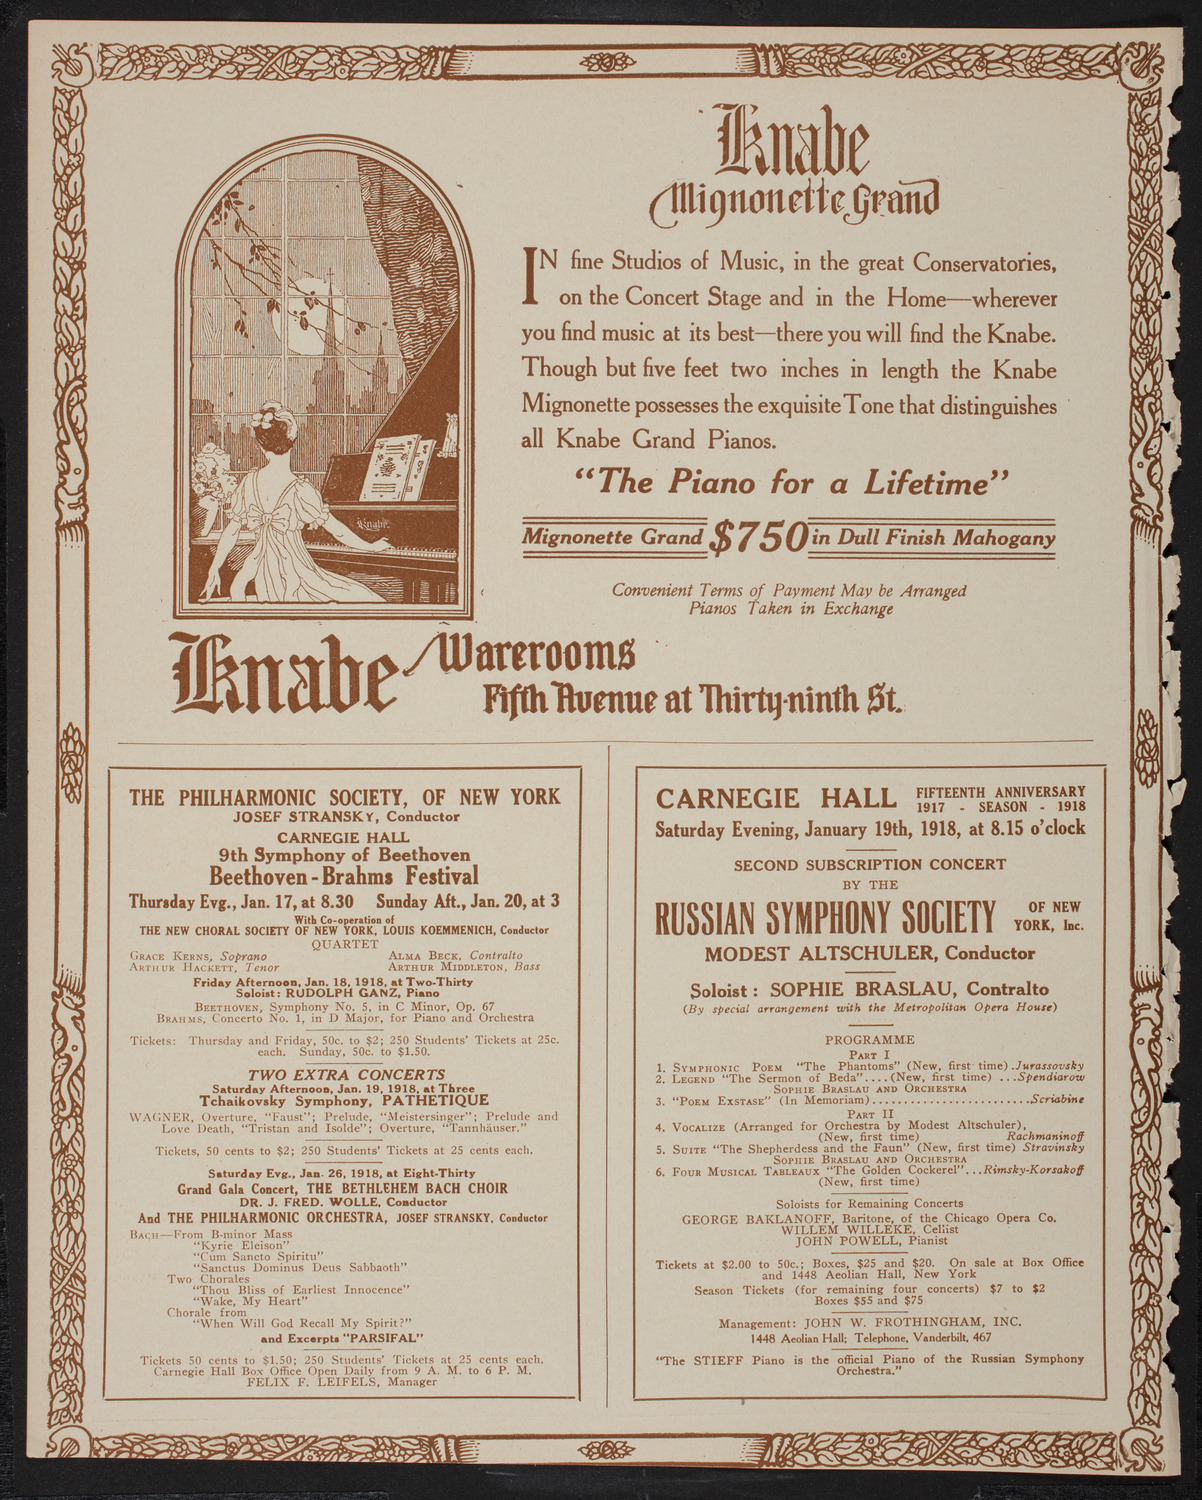 Knabe
Mignonette Grand
IN fine Studios of Music, in the great Conservatories,
on the Concert Stage and in the Home—wherever
you find music at its best—there you will find the Knabe.
Though but five feet two inches in length the Knabe
Mignonette possesses the exquisite Tone that distinguishes
all Knabe Grand Pianos.
"The Piano for a Lifetime"
Mignonette Grand $750 in Dull Finish Mahogany
Convenient Terms of Payment May be Arranged
Pianos Taken in Exchange
Knabe
Knabe Warerooms
Fifth Avenue at Thirty-ninth St.
THE PHILHARMONIC SOCIETY, OF NEW YORK
JOSEF STRANSKY, Conductor
CARNEGIE HALL
9th Symphony of Beethoven
Beethoven-Brahms Festival
Thursday Evg., Jan. 17, at 8.30 Sunday Aft., Jan. 20, at 3
With Co-operation of
THE NEW CHORAL SOCIETY OF NEW YORK, LOUIS KOEMMENICH, Conductor
QUARTET
GRACE KERNS, Soprano ALMA BECK, Contralto
ARTHUR HACKETT, Tenor ARTHUR MIDDLETON, Bass
Friday Afternoon, Jan. 18, 1918, at Two-Thirty
Soloist: RUDOLPH GANZ, Piano
BEETHOVEN, Symphony No. 5, in C Minor, Op. 67
BRAHMS, Concerto No. 1, in D Major, for Piano and Orchestra
Tickets: Thursday and Friday, 50c. to $2; 250 Students' Tickets at 25c.
each. Sunday, 50c. to $1.50.
TWO EXTRA CONCERTS
Saturday Afternoon, Jan. 19, 1918, at Three
Tchaikovsky Symphony, PATHETIQUE
WAGNER, Overture, "Faust"; Prelude, "Meistersinger"; Prelude and
Love Death, "Tristan and Isolde"; Overture, "Tannhäuser."
Tickets, 50 cents to $2; 250 Students' Tickets at 25 cents each.
Saturday Evg., Jan. 26, 1918, at Eight-Thirty
Grand Gala Concert, THE BETHLEHEM BACH CHOIR
DR. J. FRED. WOLLE, Conductor
And THE PHILHARMONIC ORCHESTRA, JOSEF STRANSKY, Conductor
BACH—From B-minor Mass
"Kyrie Eleison"
"Cum Sancto Spiritu"
"Sanctus Dominus Deus Sabbaoth"
Two Chorales
"Thou Bliss of Earliest Innocence"
"Wake, My Heart"
Chorale from
"When Will God Recall My Spirit?"
and Excerpts "PARSIFAL"
Tickets 50 cents to $1.50; 250 Students' Tickets at 25 cents each.
Carnegie Hall Box Office Open Daily from 9 A. M. to 6 P. M.
FELIX F. LEIFELS, Manager
CARNEGIE HALL FIFTEENTH ANNIVERSARY
1917 - SEASON - 1918
Saturday Evening, January 19th, 1918, at 8.15 o'clock
SECOND SUBSCRIPTION CONCERT
BY THE
RUSSIAN SYMPHONY SOCIETY OF NEW
YORK, Inc.
MODEST ALTSCHULER, Conductor
Soloist: SOPHIE BRASLAU, Contralto
(By special arrangement with the Metropolitan Opera House)
PROGRAMME
PART I
1. SYMPHONIC POEM "The Phantoms" (New, first time).Jurassovsky
2. LEGEND "The Sermon of Beda"....(New, first time) ...Spendiarow
SOPHIE BRASLAU AND ORCHESTRA
3. "POEM EXSTASE" (In Memoriam)........................Scriabine
PART II
4. VOCALIZE (Arranged for Orchestra by Modest Altschuler),
(New, first time) Rachmaninoff
5. SUITE "The Shepherdess and the Faun" (New, first time) Stravinsky
SOPHIE BRASLAU AND ORCHESTRA
6. FOUR MUSICAL TABLEAUX "The Golden Cockerel"...Rimsky-Korsakoff
(New, first time)
Soloists for Remaining Concerts
GEORGE BAKLANOFF, Baritone, of the Chicago Opera Co.
WILLEM WILLEKE, Cellist
JOHN POWELL, Pianist
Tickets at $2.00 to 50c.; Boxes, $25 and $20. On sale at Box Office
and 1448 Aeolian Hall, New York
Season Tickets (for remaining four concerts) $7 to $2
Boxes $55 and $75
Management: JOHN W. FROTHINGHAM, INC.
1448 Aeolian Hall; Telephone, Vanderbilt, 467
"The STIEFF Piano is the official Piano of the Russian Symphony
Orchestra."